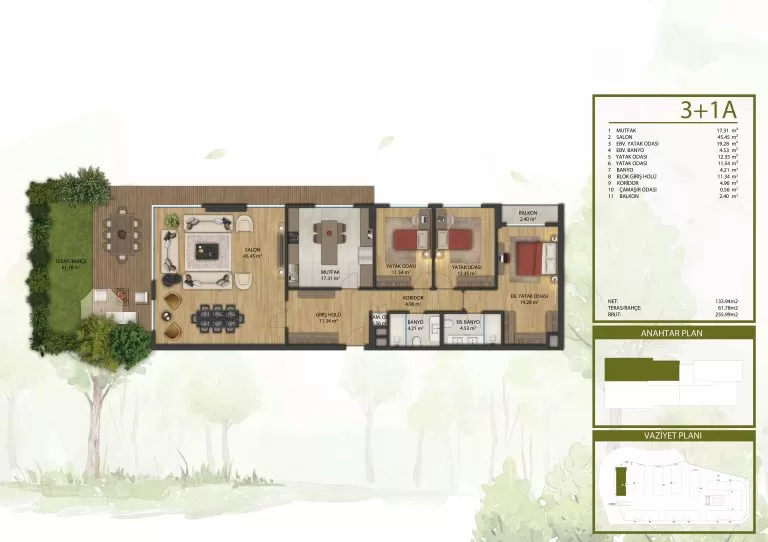 3+1A
1 MUTFAK 17.31 m²
2 SALON 45.45 m²
3 EBV. YATAK ODASI 19.28 m²
4 EBV. BANYO 4.53 m²
5 YATAK ODASI 12.35 m²
6 YATAK ODASI 11.54 m²
7 BANYO 4.21 m²
8 BLOK GİRİŞ HOLÜ 11.34 m²
9 KORİDOR 4.96 m²
10 ÇAMAŞIR ODASI 0.56 m²
11 BALKON 2.40 m²
NET: 133.94m2
TERAS/BAHÇE: 61.78m2
BRÜT: 255.99m2
ANAHTAR PLAN
VAZİYET PLANI
TERAS/BAHÇE
SALON
45.45 m²
MUTFAK
17.31 m²
YATAK ODASI
11.54 m²
YATAK ODASI
12.35 m²
BALKON
2.40 m²
EB. YATAK ODASI
19.28 m²
KORİDOR
4.96 m²
GİRİŞ HOLÜ
11.34 m²
BANYO
4.21 m²
EB. BANYO
4.53 m²